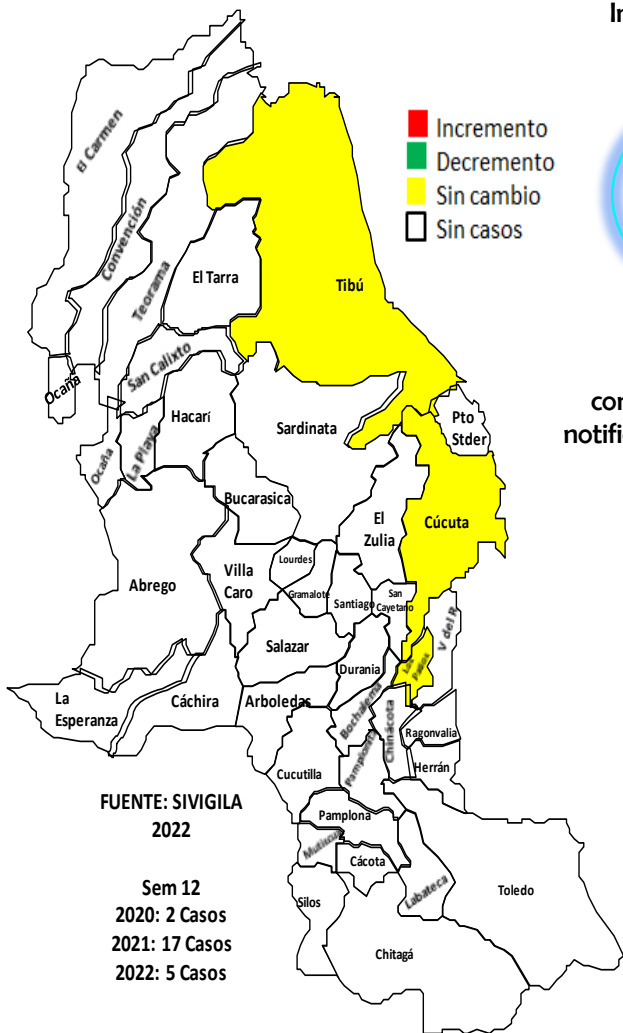 In
Incremento
Decremento
Sin cambio
Sin casos
El Carmen
Convención
Teorama
El Tarra
Tibú
San Calixto
Ocaña
Hacarí
Sardinata
Pto
Stder
con
notific
Ocaña
La Playa
Bucarasica
El
Zulia
Cúcuta
Abrego
Villa
Caro
Lourdes
Gramalote
Santiago
San
Cayetano
V del R
Salazar
Durania
Los
Patios
La
Esperanza
Cáchira
Arboledas
Bochalema
Chinácota
Ragonvalia
Cucutilla
Pamplonita
Herrán
FUENTE: SIVIGILA
2022
Pamplona
Mutiscua
Cácota
Labateca
Toledo
Silos
Chitagá
Sem 12
2020: 2 Casos
2021: 17 Casos
2022: 5 Casos